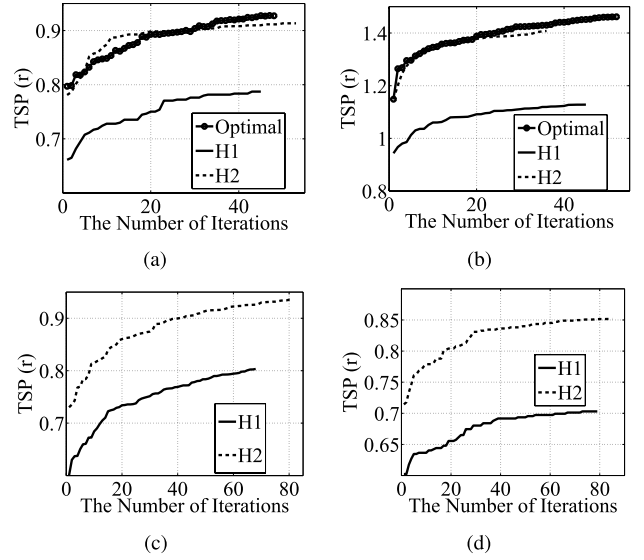 0.9
0.8
0.7
TSP (r)
Optimal
H1
H2
0 20 40
The Number of Iterations
(a)
1.4
1.2
1
0.8
TSP (r)
Optimal
H1
H2
0 20 40
The Number of Iterations
(b)
0.9
0.8
0.7
TSP (r)
H1
H2
0 20 40 60 80
The Number of Iterations
(c)
0.85
0.8
0.75
0.7
0.65
TSP (r)
H1
H2
0 20 40 60 80
The Number of Iterations
(d)